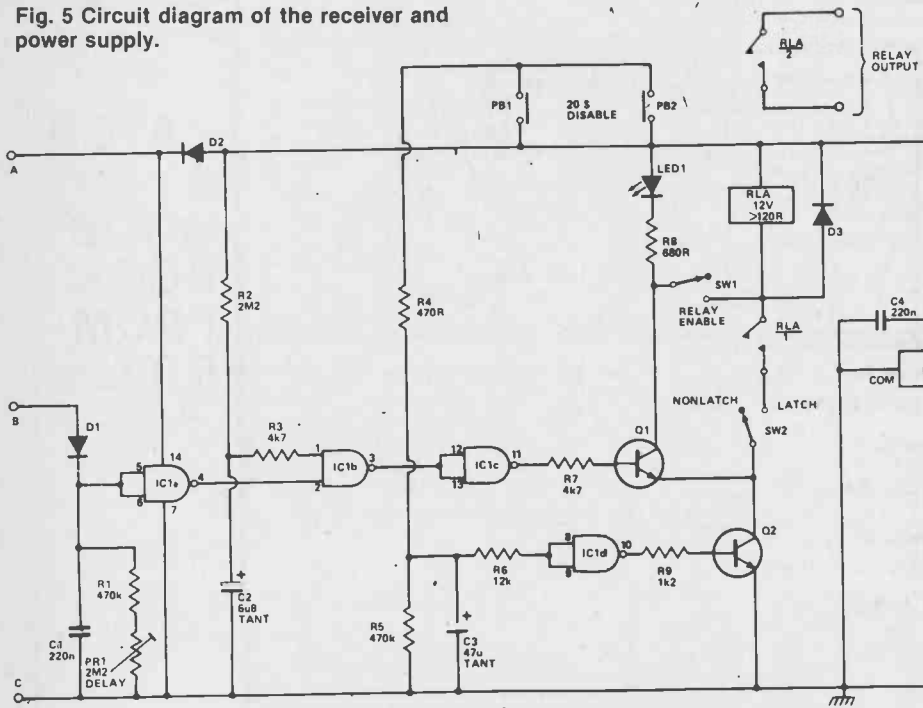 Fig. 5 Circuit diagram of the receiver and
power supply.
RLA
2
RELAY
OUTPUT
PB1
20 S
DISABLE
PB2
A
D2
LED1
RLA
12V
>120R
D3
R8
680R
R2
2M2
R4
470R
SW1
RELAY
ENABLE
C4
220n
RLA
1
COM
B
NONLATCH
LATCH
SW2
D1
R3
4k7
1
IC1b
3
2
12
IC1c
11
13
R7
4k7
Q1
14
5
IC1a
4
6
7
8
IC1d
10
9
R6
12k
R9
1k2
Q2
R1
470k
C2
6u8
TANT
+
R5
470k
+
C3
47u
TANT
C1
220n
PR1
2M2
DELAY
C